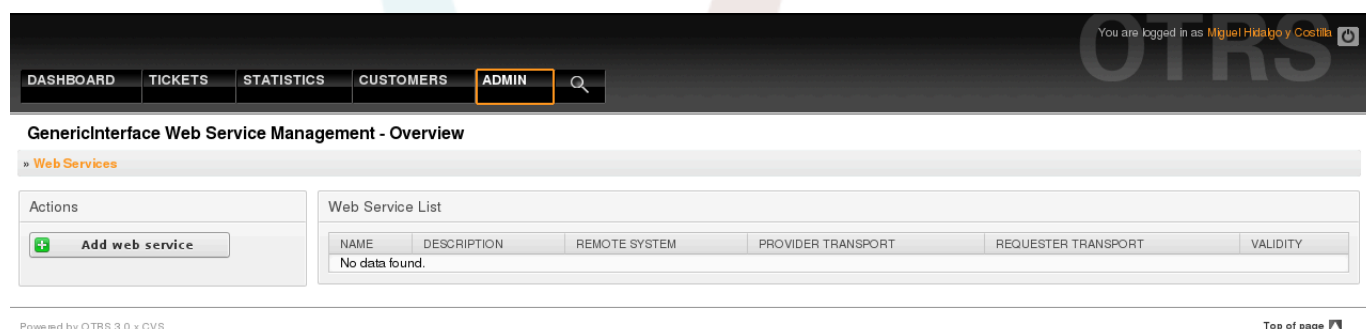 OTRS
You are logged in as Miguel Hidalgo y Costilla
DASHBOARD TICKETS STATISTICS CUSTOMERS ADMIN
GenericInterface Web Service Management - Overview
» Web Services
Actions
Web Service List
Add web service
NAME DESCRIPTION REMOTE SYSTEM PROVIDER TRANSPORT REQUESTER TRANSPORT VALIDITY
No data found.
Powered by OTRS 3.0.x CVS
Top of page